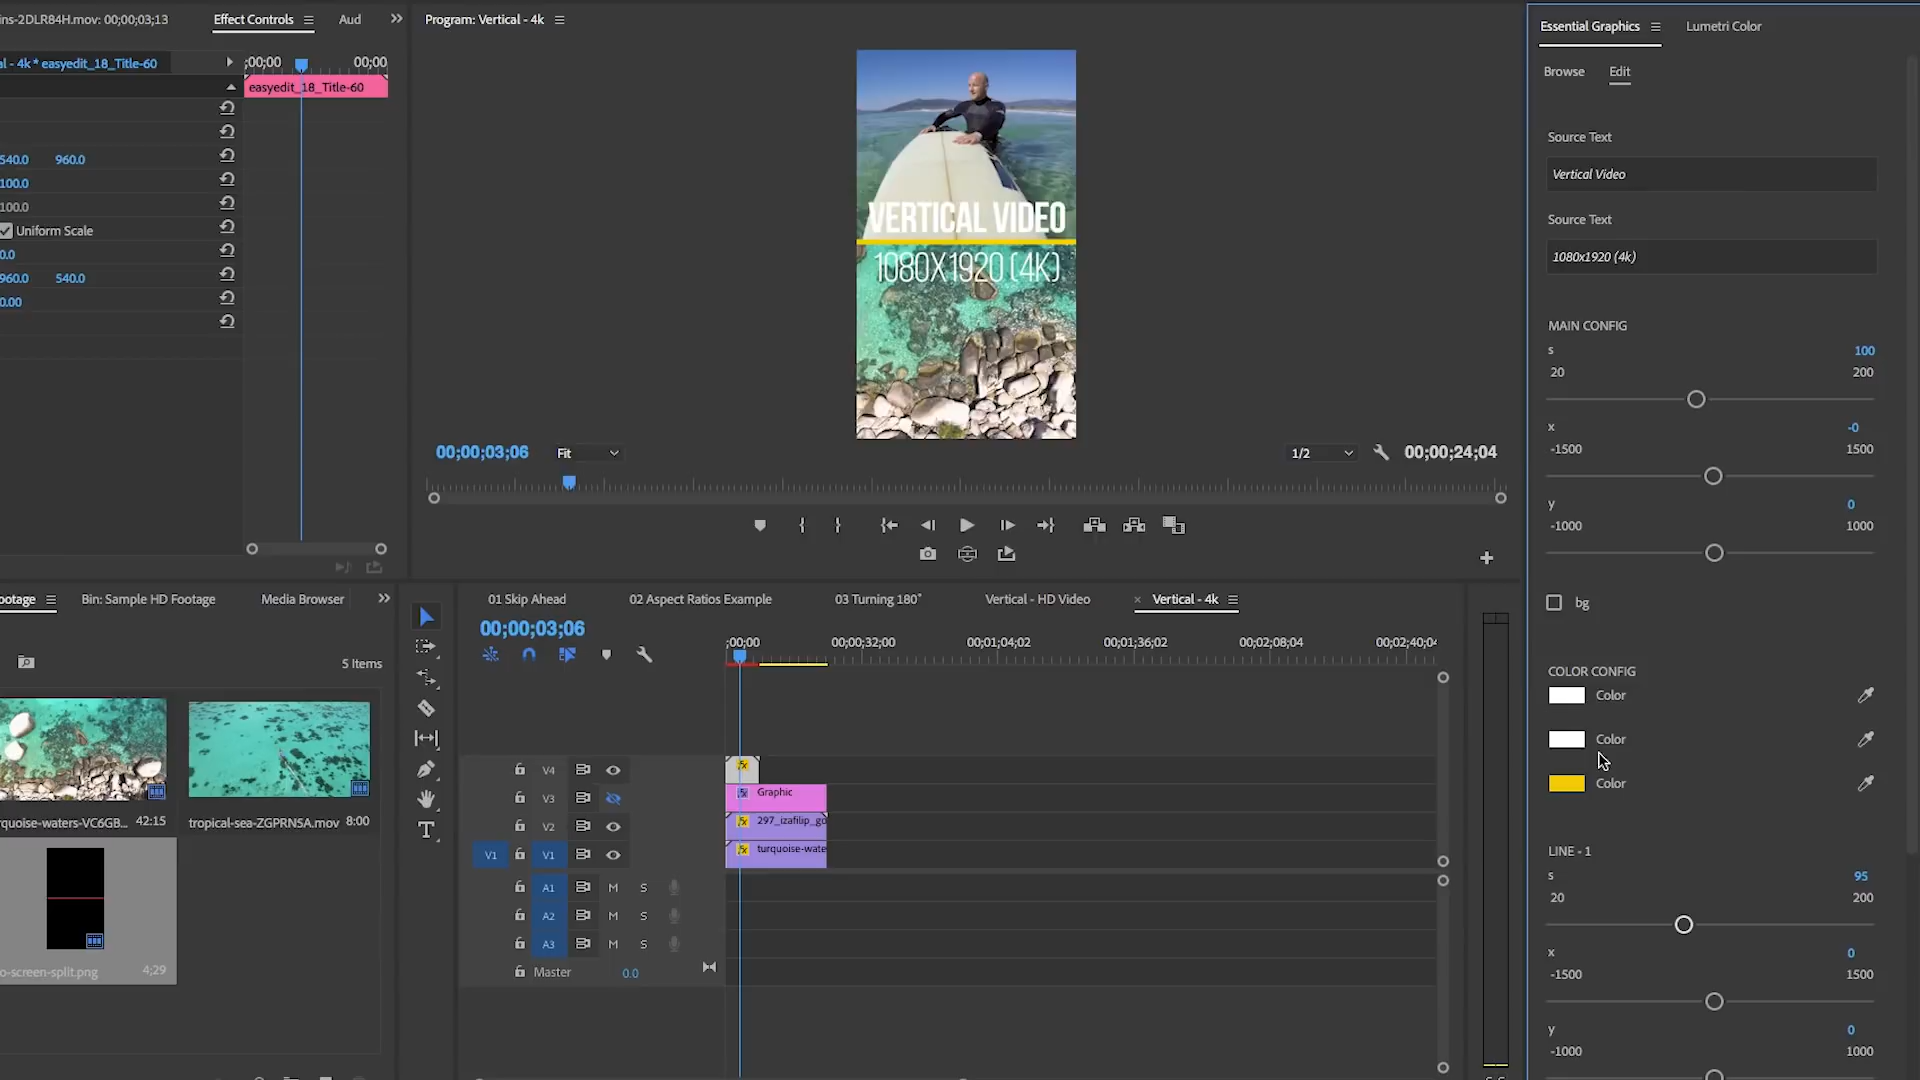 ins-2DLR84H.mov: 00;00;03;13
Effect Controls
Aud
Program: Vertical - 4k
Essential Graphics
Lumetri Color
al - 4k * easyedit_18_Title-60
;00;00
00;00
easyedit_18_Title-60
540.0 960.0
100.0
100.0
Uniform Scale
0.0
960.0 540.0
0.00
VERTICAL VIDEO
1080X1920 (4K)
00;00;03;06
Fit
1/2
00;00;24;04
Browse
Edit
Source Text
Vertical Video
Source Text
1080x1920 (4k)
MAIN CONFIG
s 100
20 200
x -0
-1500 1500
y 0
-1000 1000
bg
COLOR CONFIG
Color
Color
Color
LINE - 1
s 95
20 200
x 0
-1500 1500
y 0
-1000 1000
ootage
Bin: Sample HD Footage
Media Browser
5 Items
rquoise-waters-VC6GB... 42:15
tropical-sea-ZGPRNSA.mov 8:00
o-screen-split.png 4;29
01 Skip Ahead
02 Aspect Ratios Example
03 Turning 180°
Vertical - HD Video
× Vertical - 4k
00;00;03;06
;00;00 00;00;32;00 00;01;04;02 00;01;36;02 00;02;08;04 00;02;40;04
V4 fx
V3 fx Graphic
V2 fx 297_izafilip_go
V1 V1 fx turquoise-wate
A1 M S
A2 M S
A3 M S
Master 0.0
T